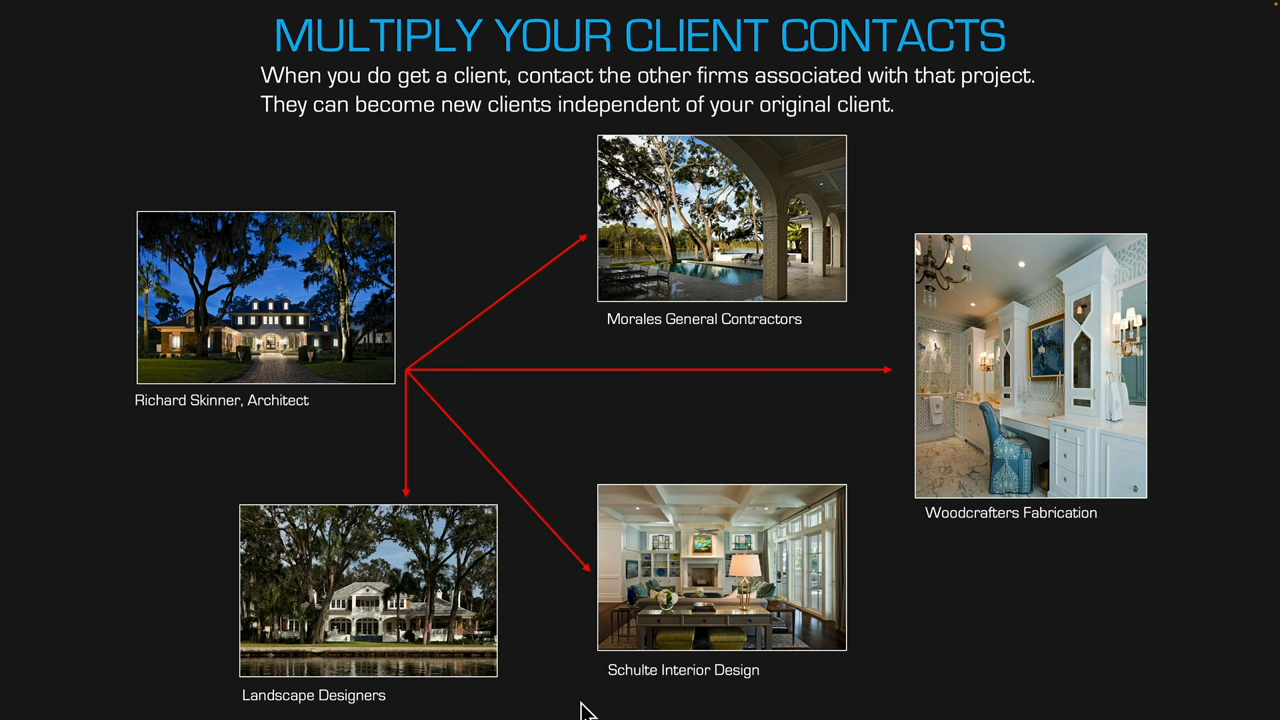 MULTIPLY YOUR CLIENT CONTACTS
When you do get a client, contact the other firms associated with that project.
They can become new clients independent of your original client.
Morales General Contractors
Richard Skinner, Architect
Woodcrafters Fabrication
Schulte Interior Design
Landscape Designers